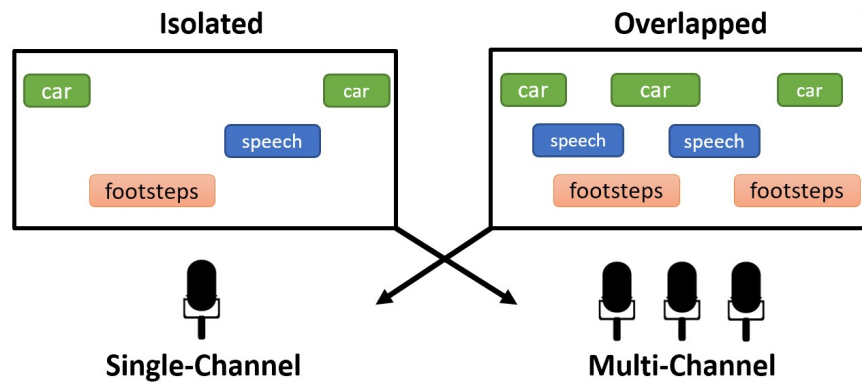 Isolated
Overlapped
car
car
car
car
car
speech
speech
speech
footsteps
footsteps
footsteps
Single-Channel
Multi-Channel